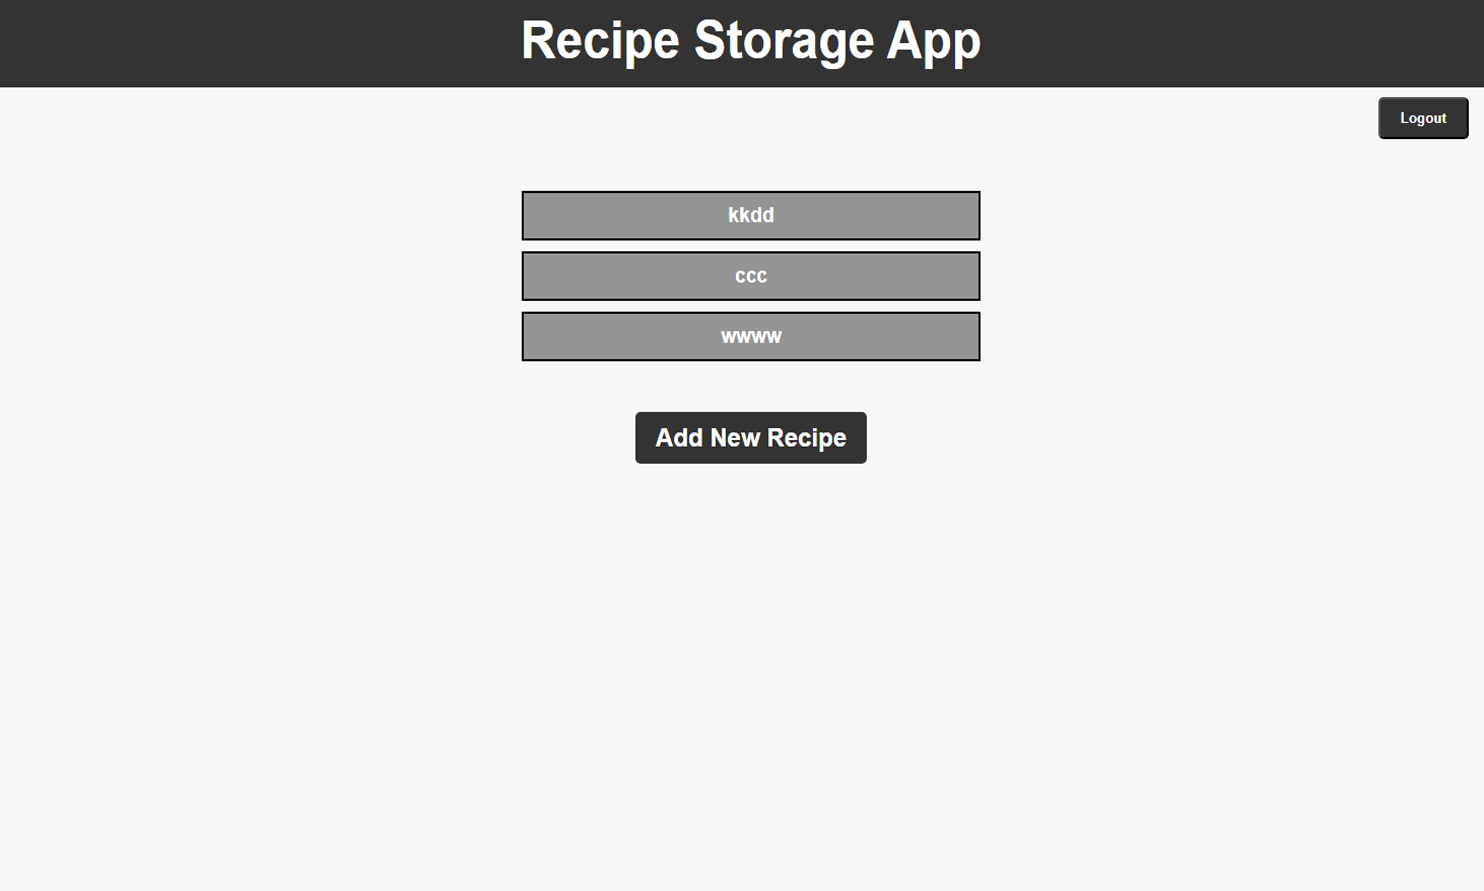 Recipe Storage App
Logout
kkdd
ccc
wwww
Add New Recipe